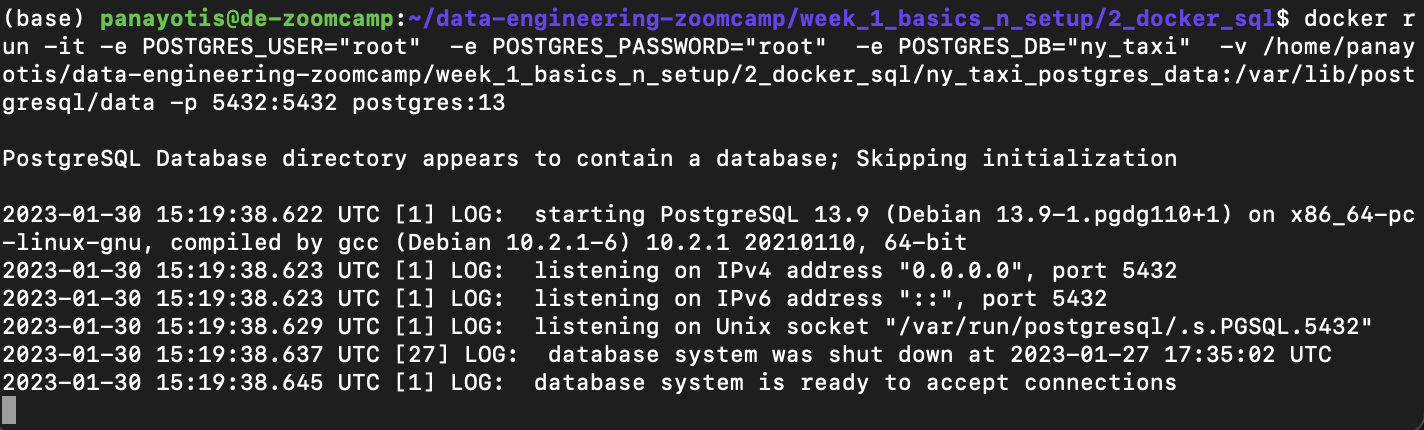 (base) panayotis@de-zoomcamp:~/data-engineering-zoomcamp/week_1_basics_n_setup/2_docker_sql$ docker r
un -it -e POSTGRES_USER="root"  -e POSTGRES_PASSWORD="root"  -e POSTGRES_DB="ny_taxi"  -v /home/panay
otis/data-engineering-zoomcamp/week_1_basics_n_setup/2_docker_sql/ny_taxi_postgres_data:/var/lib/post
gresql/data -p 5432:5432 postgres:13

PostgreSQL Database directory appears to contain a database; Skipping initialization

2023-01-30 15:19:38.622 UTC [1] LOG:  starting PostgreSQL 13.9 (Debian 13.9-1.pgdg110+1) on x86_64-pc
-linux-gnu, compiled by gcc (Debian 10.2.1-6) 10.2.1 20210110, 64-bit
2023-01-30 15:19:38.623 UTC [1] LOG:  listening on IPv4 address "0.0.0.0", port 5432
2023-01-30 15:19:38.623 UTC [1] LOG:  listening on IPv6 address "::", port 5432
2023-01-30 15:19:38.629 UTC [1] LOG:  listening on Unix socket "/var/run/postgresql/.s.PGSQL.5432"
2023-01-30 15:19:38.637 UTC [27] LOG:  database system was shut down at 2023-01-27 17:35:02 UTC
2023-01-30 15:19:38.645 UTC [1] LOG:  database system is ready to accept connections